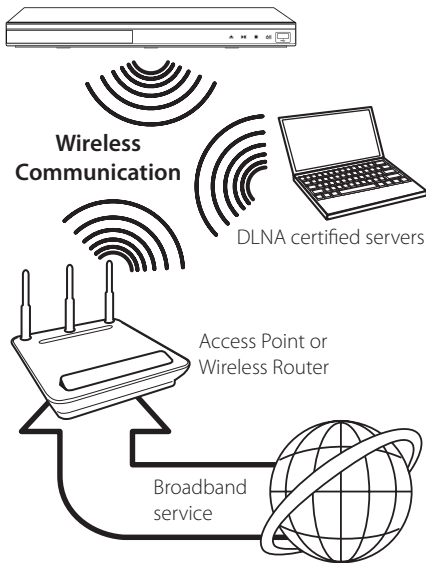 Wireless
Communication
DLNA certified servers
Access Point or
Wireless Router
Broadband
service